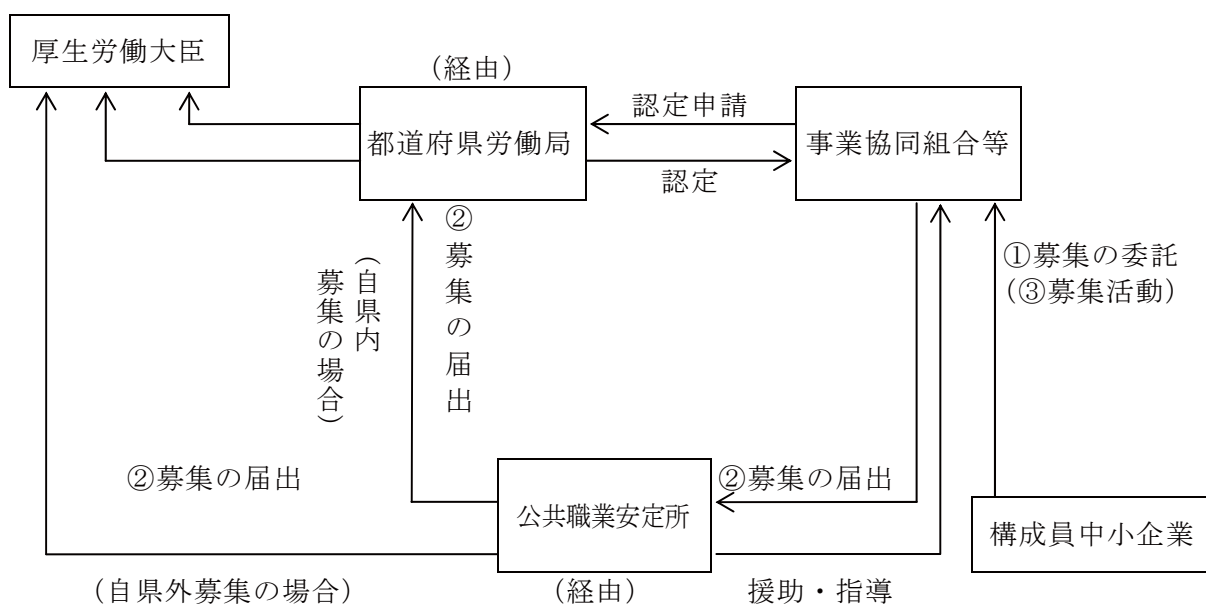 厚生労働大臣
(経由)
都道府県労働局
認定申請
認定
事業協同組合等
②募集の届出
(自県内
募集の場合)
①募集の委託
(③募集活動)
②募集の届出
公共職業安定所
②募集の届出
構成員中小企業
(自県外募集の場合)
(経由)
援助・指導